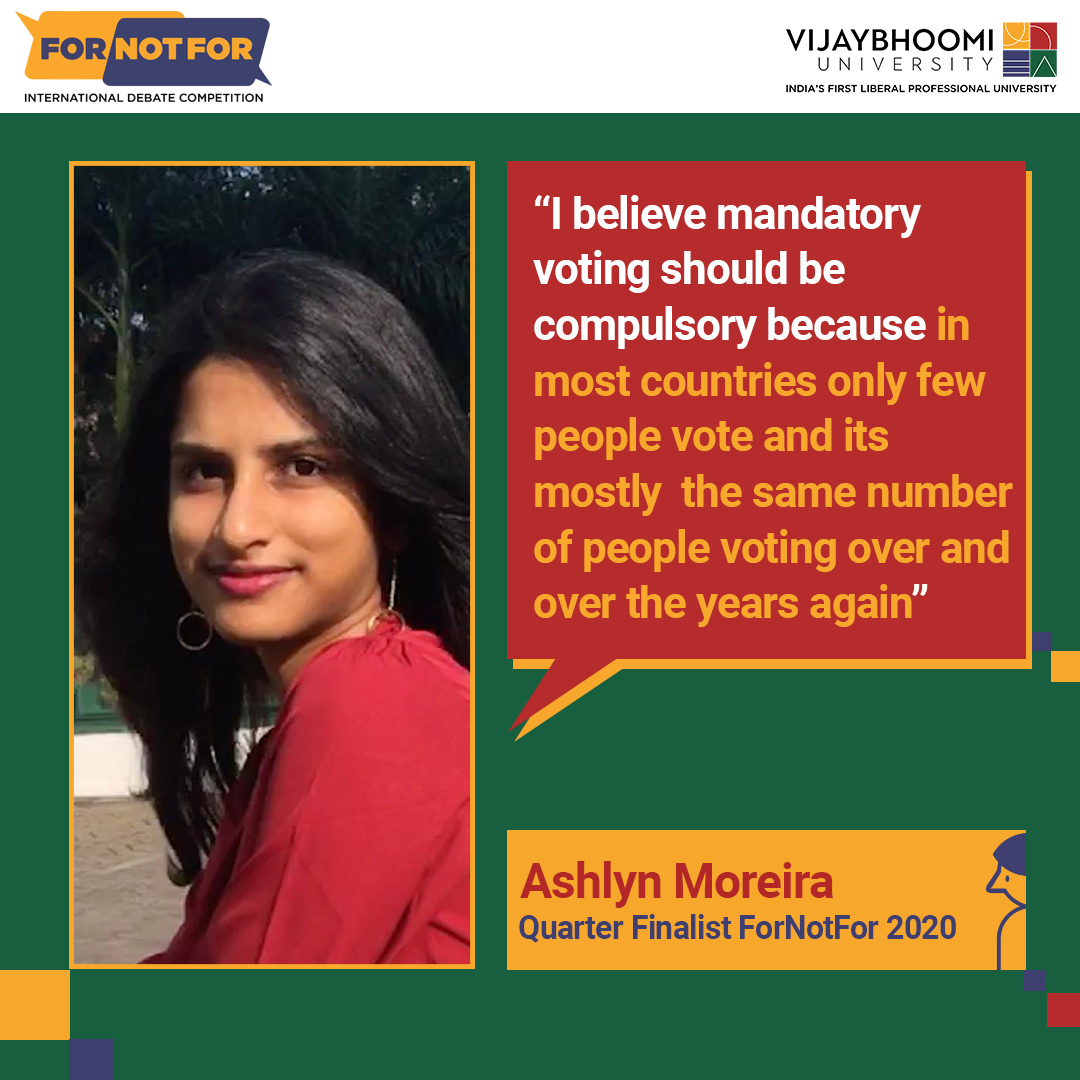 FOR NOT FOR
INTERNATIONAL DEBATE COMPETITION
VIJAYBHOOMI
UNIVERSITY
INDIA'S FIRST LIBERAL PROFESSIONAL UNIVERSITY
“I believe mandatory
voting should be
compulsory because in
most countries only few
people vote and its
mostly  the same number
of people voting over and
over the years again”
Ashlyn Moreira
Quarter Finalist ForNotFor 2020